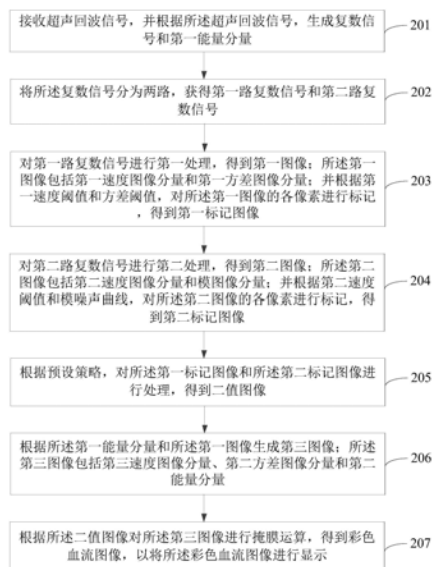 接收超声回波信号，并根据所述超声回波信号，生成复数信
号和第一能量分量
201
将所述复数信号分为两路，获得第一路复数信号和第二路复
数信号
202
对第一路复数信号进行第一处理，得到第一图像；所述第一
图像包括第一速度图像分量和第一方差图像分量；并根据第
一速度阈值和方差阈值，对所述第一图像的各像素进行标记
，得到第一标记图像
203
对第二路复数信号进行第二处理，得到第二图像；所述第二
图像包括第二速度图像分量和模图像分量；并根据第二速度
阈值和模噪声曲线，对所述第二图像的各像素进行标记，得
到第二标记图像
204
根据预设策略，对所述第一标记图像和所述第二标记图像进
行处理，得到二值图像
205
根据所述第一能量分量和所述第一图像生成第三图像；所述
第三图像包括第三速度图像分量、第二方差图像分量和第二
能量分量
206
根据所述二值图像对所述第三图像进行掩膜运算，得到彩色
血流图像，以将所述彩色血流图像进行显示
207